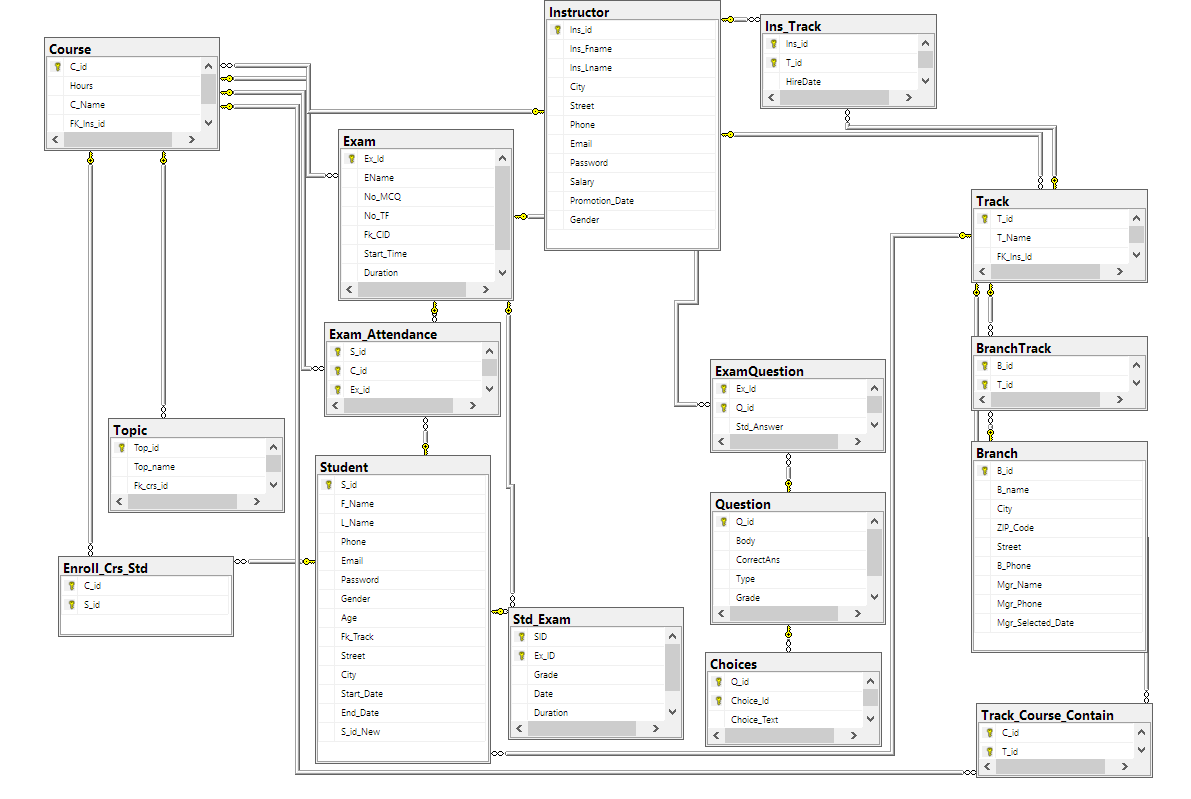 Course
C_id
Hours
C_Name
FK_Ins_id
Instructor
Ins_id
Ins_Fname
Ins_Lname
City
Street
Phone
Email
Password
Salary
Promotion_Date
Gender
Ins_Track
Ins_id
T_id
HireDate
Exam
Ex_Id
EName
No_MCQ
No_TF
Fk_CID
Start_Time
Duration
Track
T_id
T_Name
FK_Ins_Id
Exam_Attendance
S_id
C_id
Ex_id
BranchTrack
B_id
T_id
ExamQuestion
Ex_Id
Q_id
Std_Answer
Topic
Top_id
Top_name
Fk_crs_id
Student
S_id
F_Name
L_Name
Phone
Email
Password
Gender
Age
Fk_Track
Street
City
Start_Date
End_Date
S_id_New
Branch
B_id
B_name
City
ZIP_Code
Street
B_Phone
Mgr_Name
Mgr_Phone
Mgr_Selected_Date
Question
Q_id
Body
CorrectAns
Type
Grade
Enroll_Crs_Std
C_id
S_id
Std_Exam
SID
Ex_ID
Grade
Date
Duration
Choices
Q_id
Choice_Id
Choice_Text
Track_Course_Contain
C_id
T_id